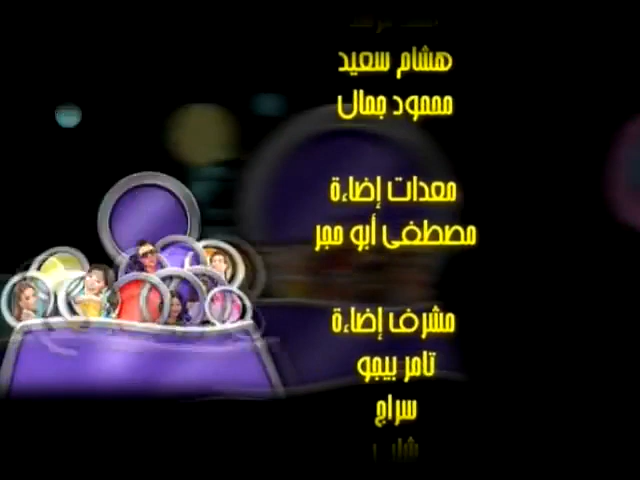 هشام سعيد
محمود جمال
معدات إضاءة
مصطفى أبو حجر
مشرف إضاءة
تامر بيجو
سراج